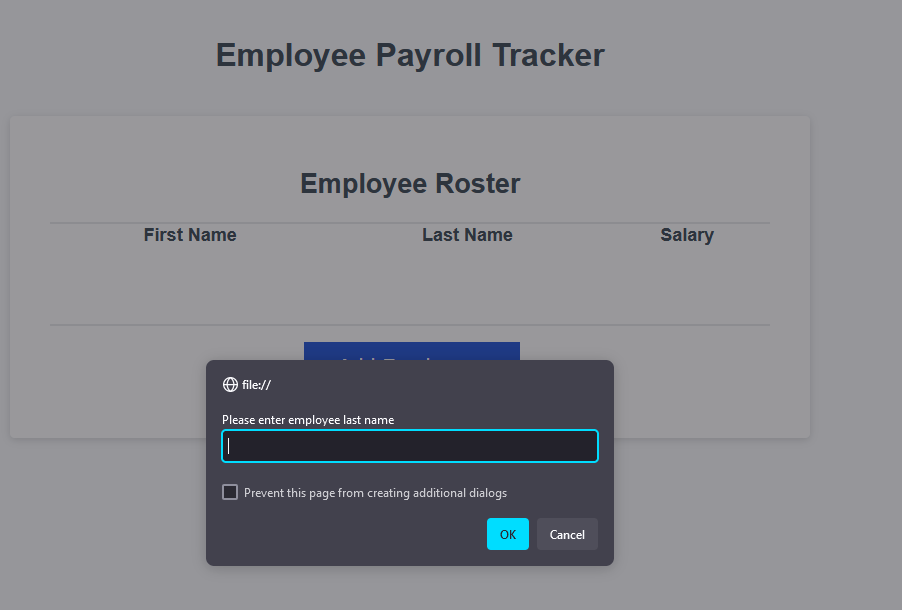 Employee Payroll Tracker
Employee Roster
First Name Last Name Salary
file://
Please enter employee last name
Prevent this page from creating additional dialogs
OK Cancel